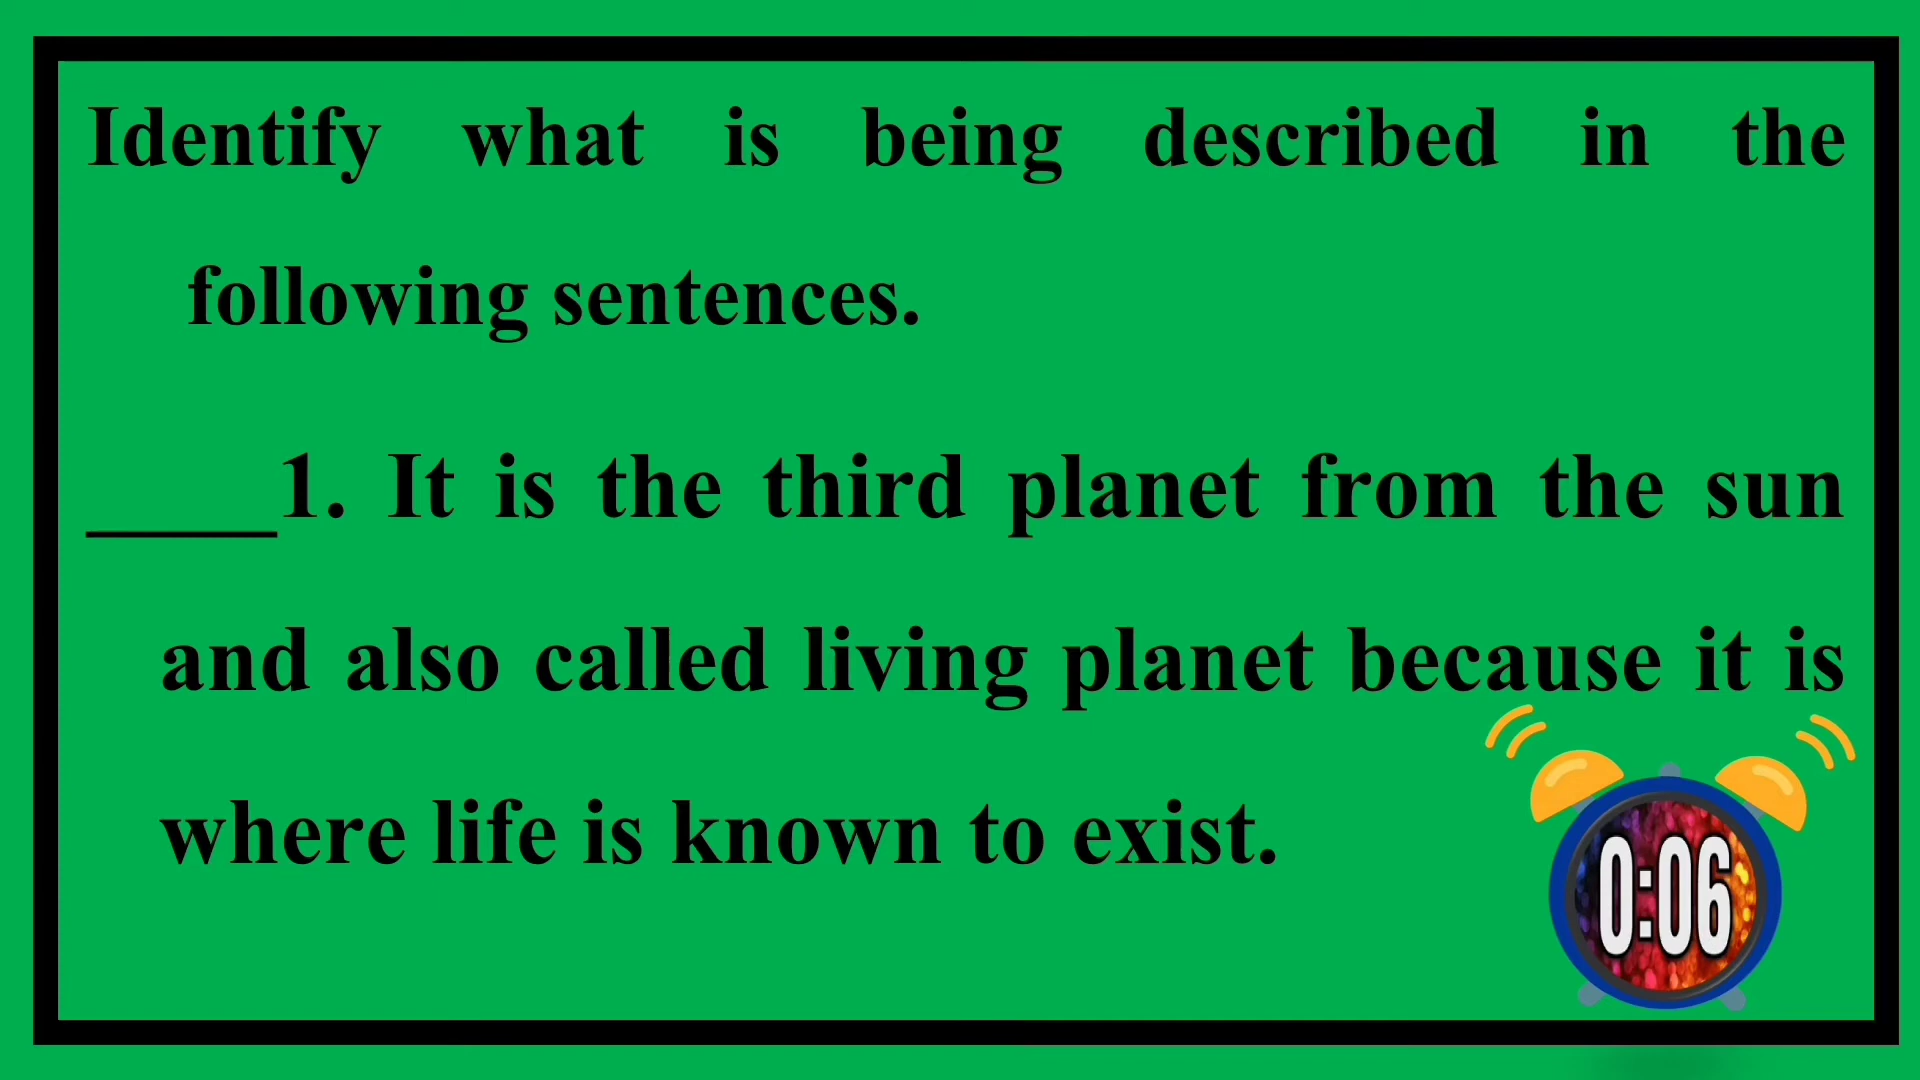 Identify what is being described in the
following sentences.
____1. It is the third planet from the sun
and also called living planet because it is
where life is known to exist.
0:06